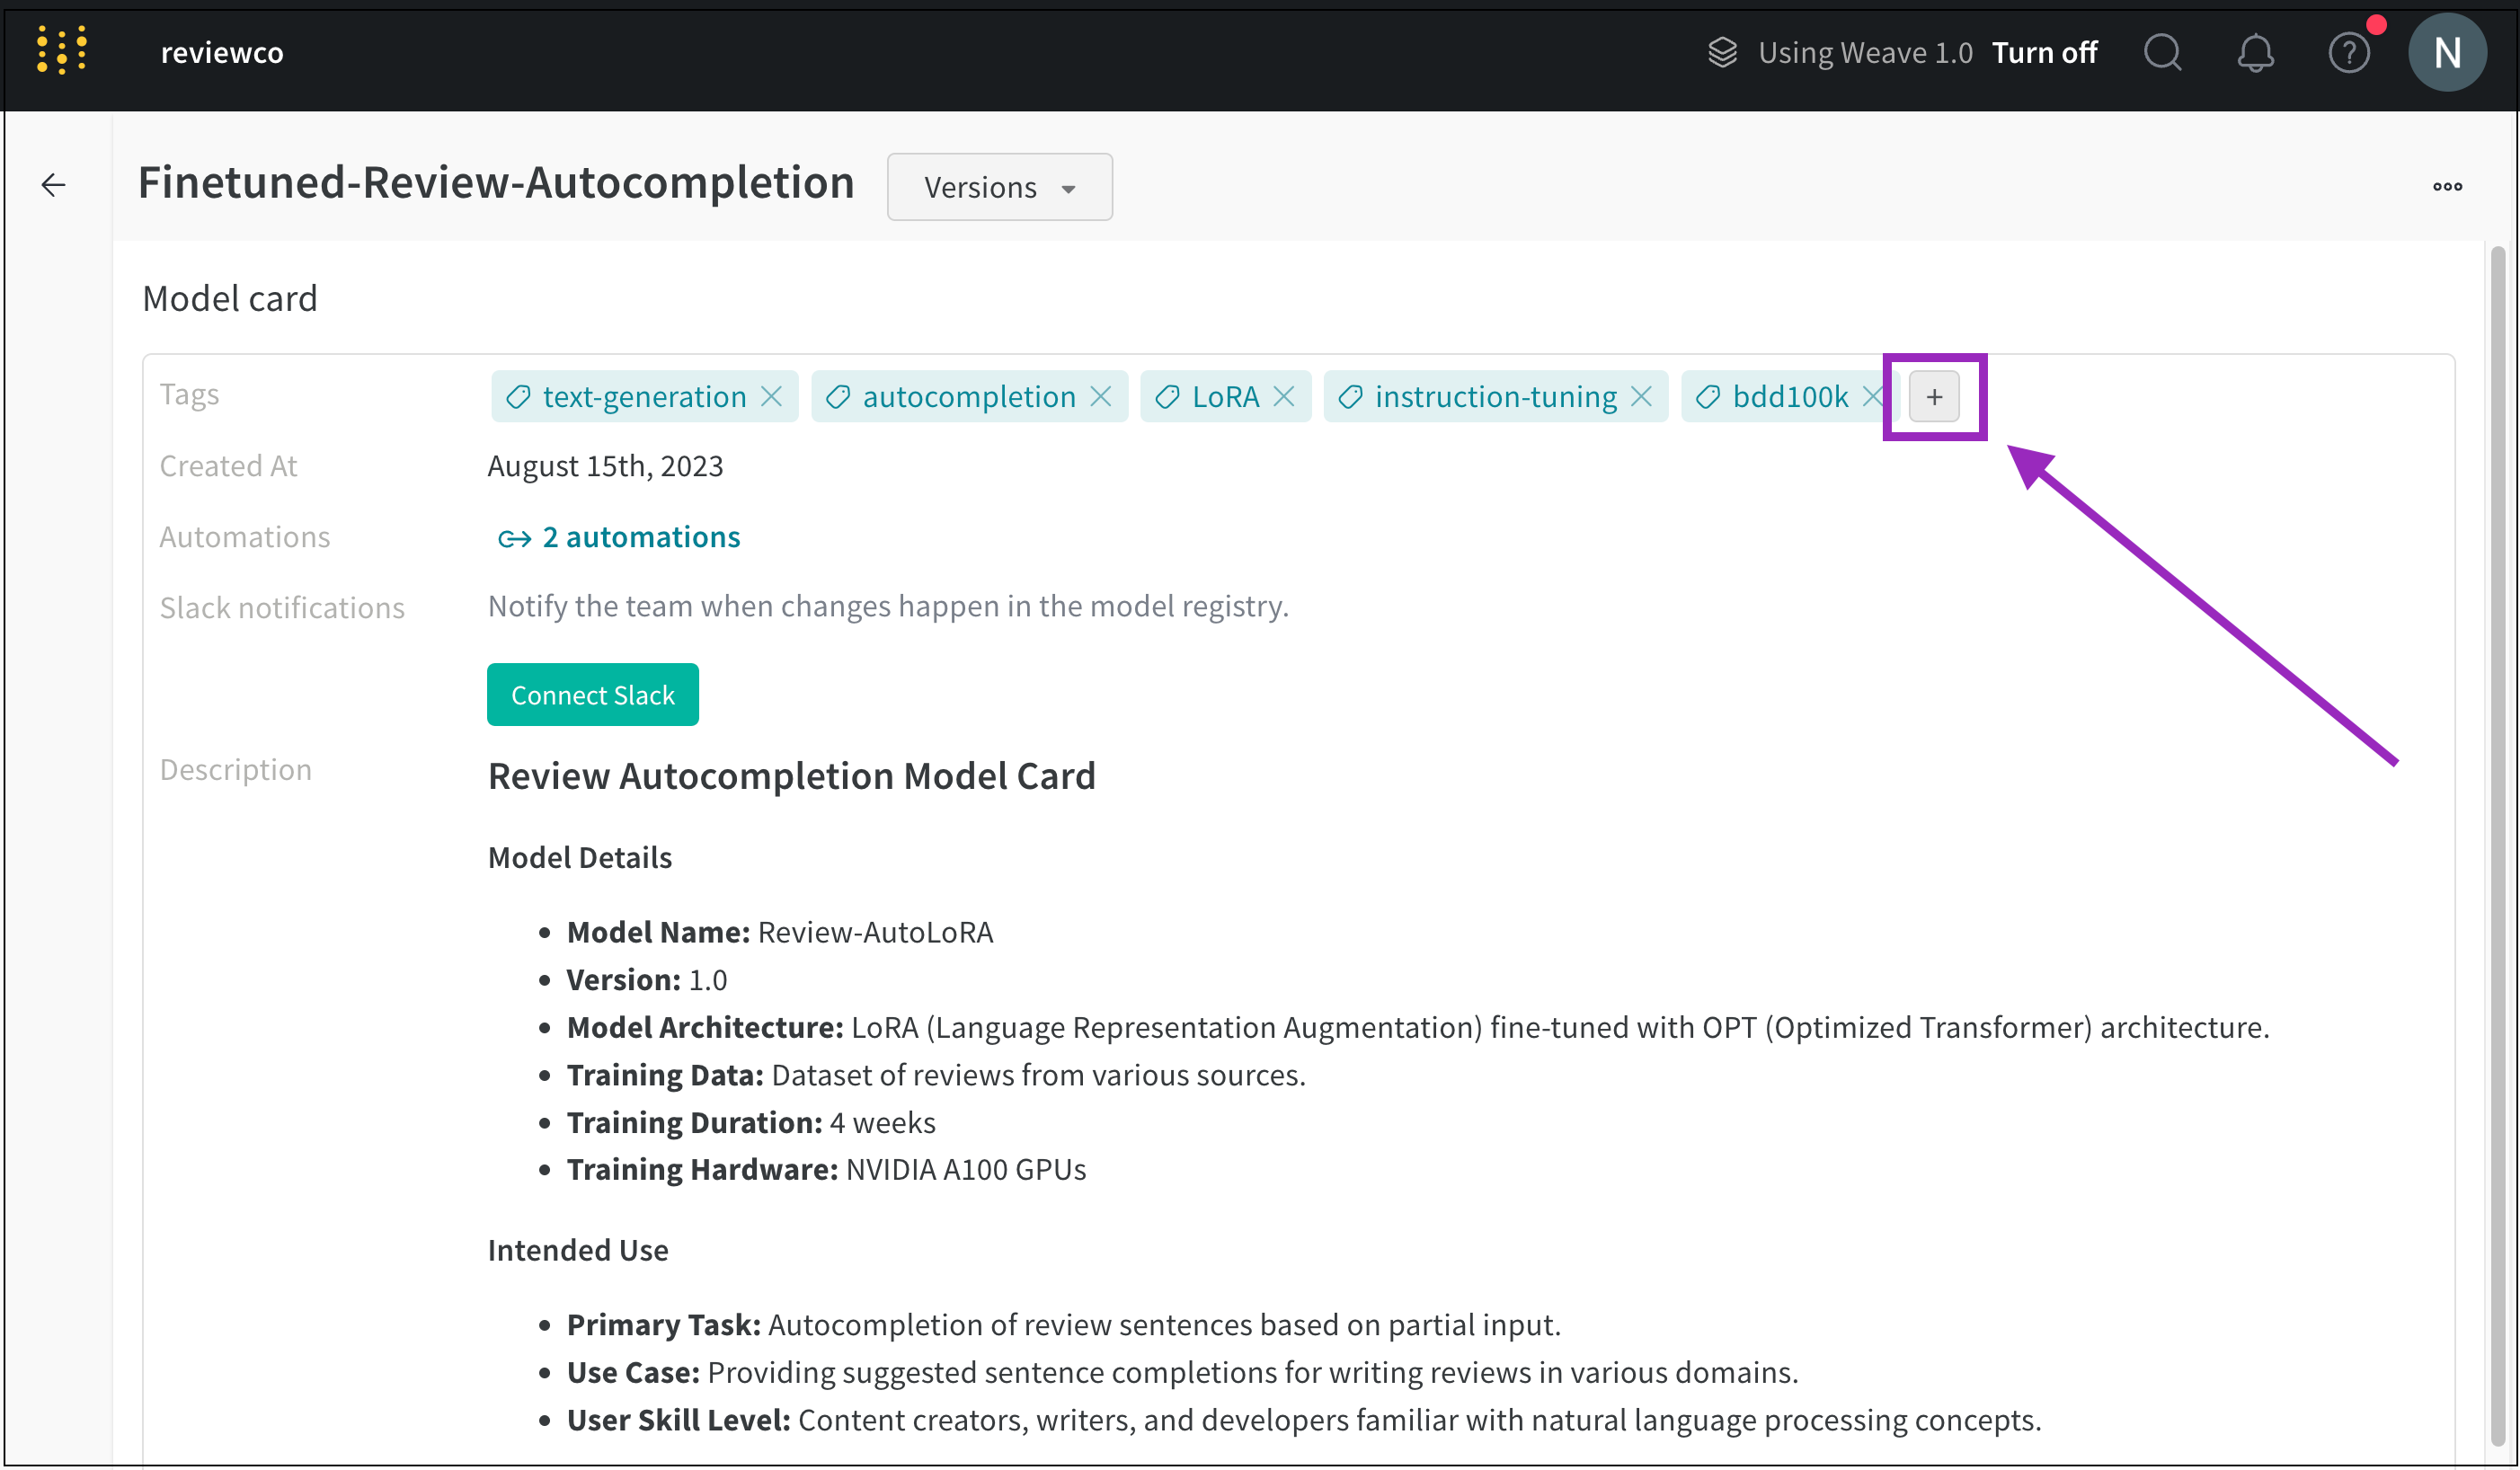 reviewco
Using Weave 1.0 Turn off
N
Finetuned-Review-Autocompletion
Versions
Model card
Tags text-generation autocompletion LoRA instruction-tuning bdd100k +
Created At August 15th, 2023
Automations 2 automations
Slack notifications Notify the team when changes happen in the model registry.
Connect Slack
Description Review Autocompletion Model Card
Model Details
• Model Name: Review-AutoLoRA
• Version: 1.0
• Model Architecture: LoRA (Language Representation Augmentation) fine-tuned with OPT (Optimized Transformer) architecture.
• Training Data: Dataset of reviews from various sources.
• Training Duration: 4 weeks
• Training Hardware: NVIDIA A100 GPUs
Intended Use
• Primary Task: Autocompletion of review sentences based on partial input.
• Use Case: Providing suggested sentence completions for writing reviews in various domains.
• User Skill Level: Content creators, writers, and developers familiar with natural language processing concepts.